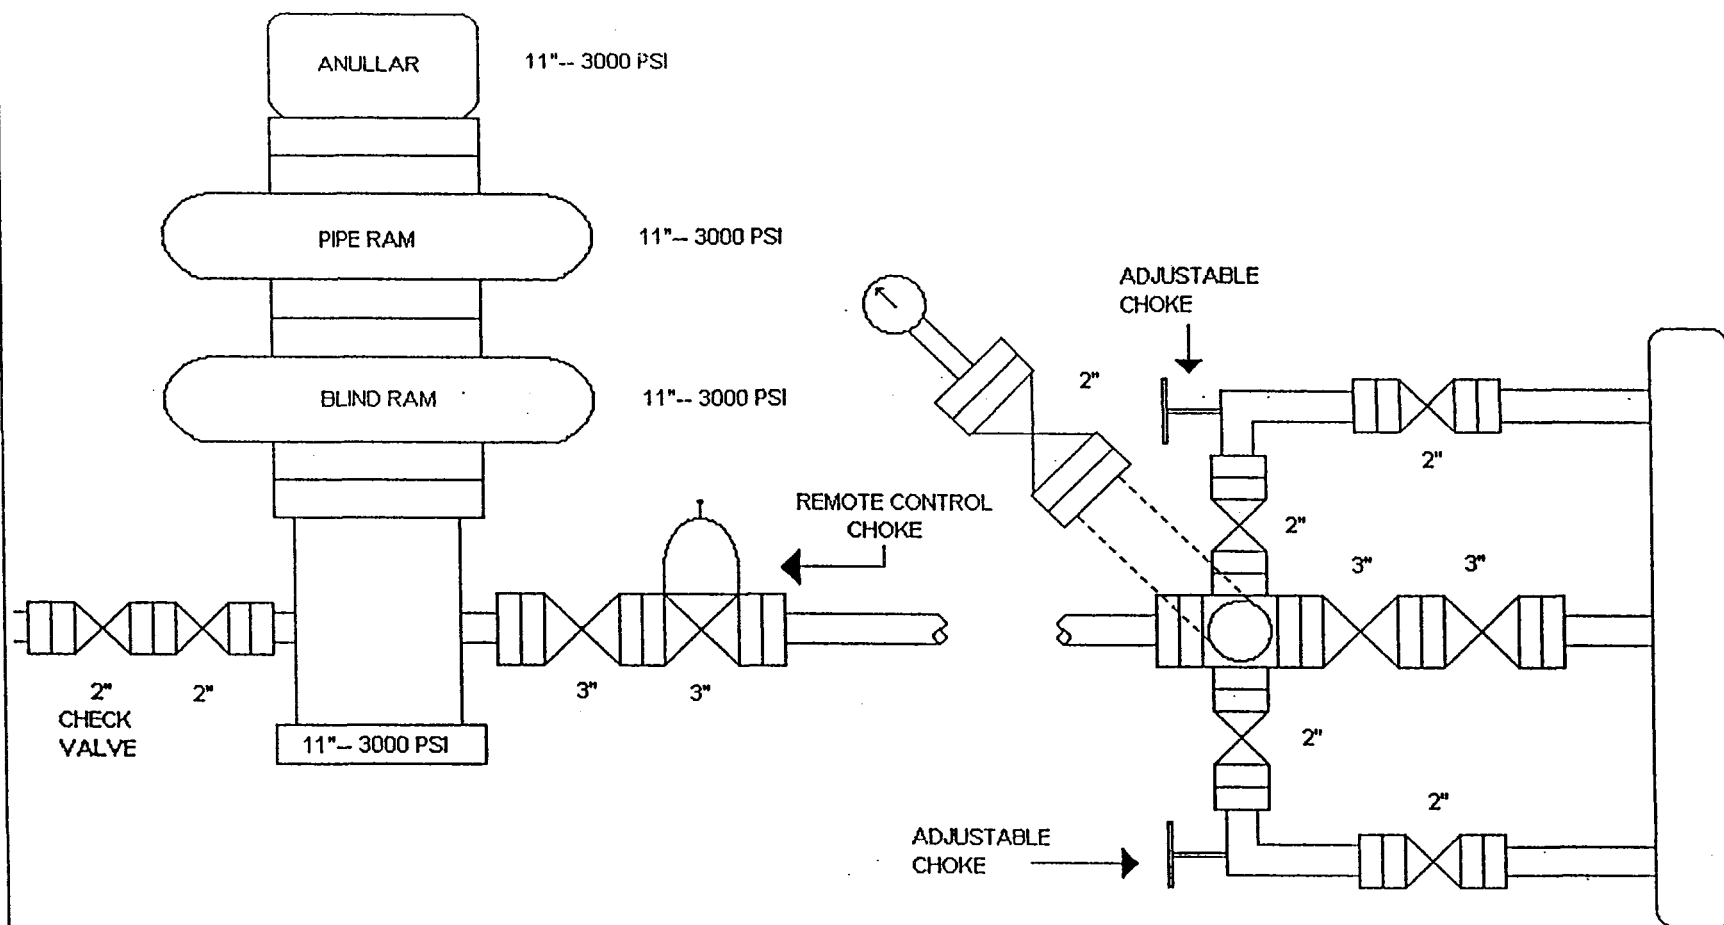 ANULLAR
11"-- 3000 PSI
PIPE RAM
11"-- 3000 PSI
BLIND RAM
11"-- 3000 PSI
REMOTE CONTROL
CHOKE
2"
CHECK
VALVE
2"
11"-- 3000 PSI
3"
3"
ADJUSTABLE
CHOKE
2"
2"
2"
3"
3"
2"
2"
ADJUSTABLE
CHOKE